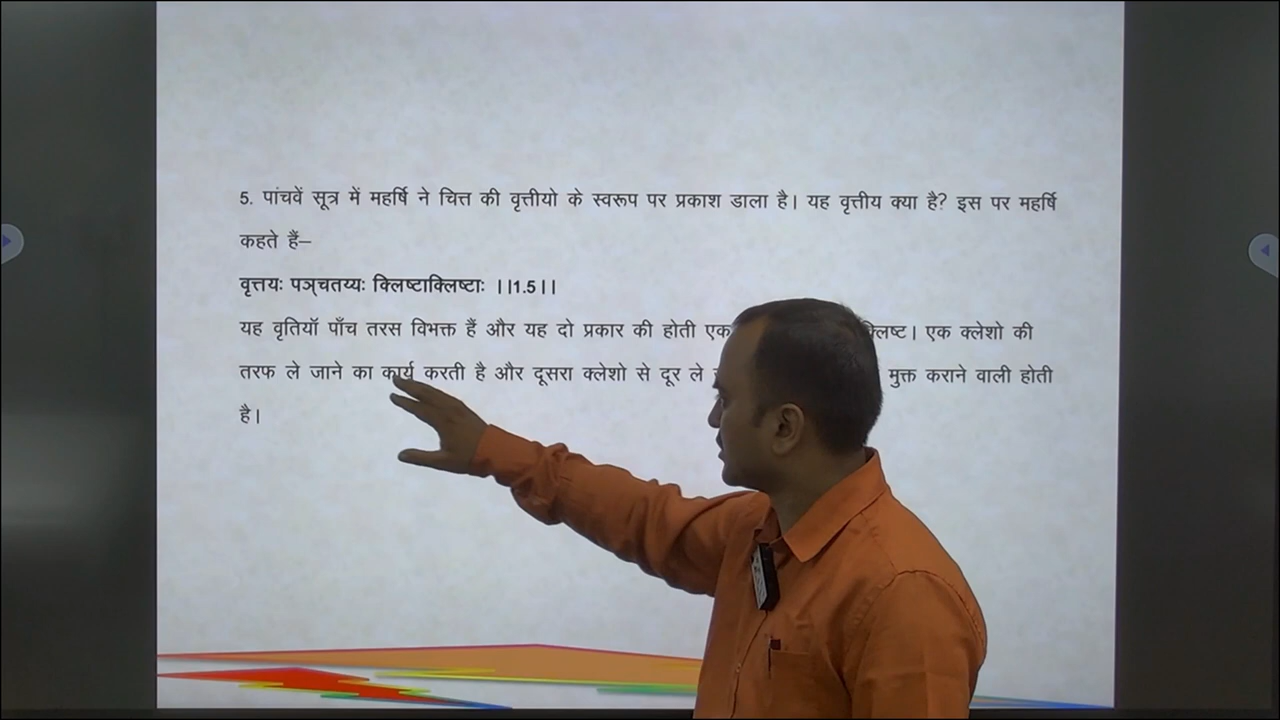 5. पांचवें सूत्र में महर्षि ने चित्त की वृत्तीयो के स्वरूप पर प्रकाश डाला है। यह वृत्तीय क्या है? इस पर महर्षि
कहते हैं–
वृत्तयः पञ्चतय्यः क्लिष्टाक्लिष्टाः ।।1.5।।
यह वृतियॉ पाँच तरस विभक्त हैं और यह दो प्रकार की होती एक क्लिष्ट। एक क्लेशो की
तरफ ले जाने का कार्य करती है और दूसरा क्लेशो से दूर ले मुक्त कराने वाली होती
है।